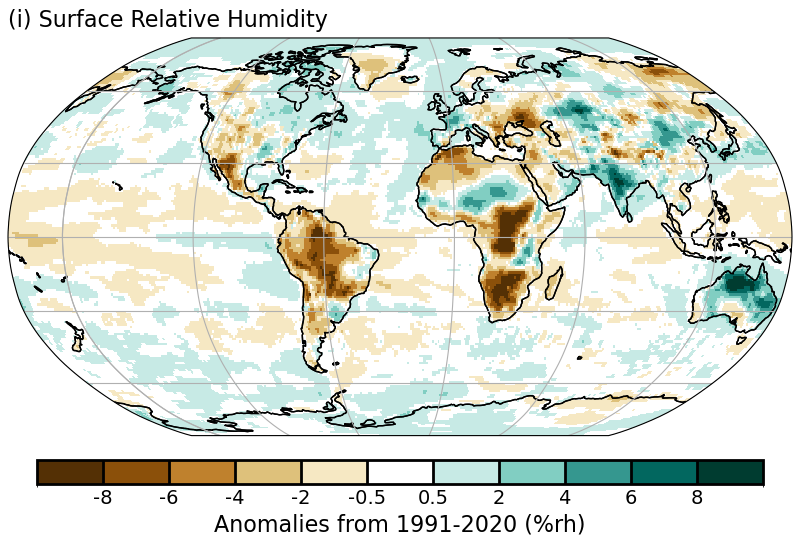 (i) Surface Relative Humidity
-8 -6 -4 -2 -0.5 0.5 2 4 6 8
Anomalies from 1991-2020 (%rh)